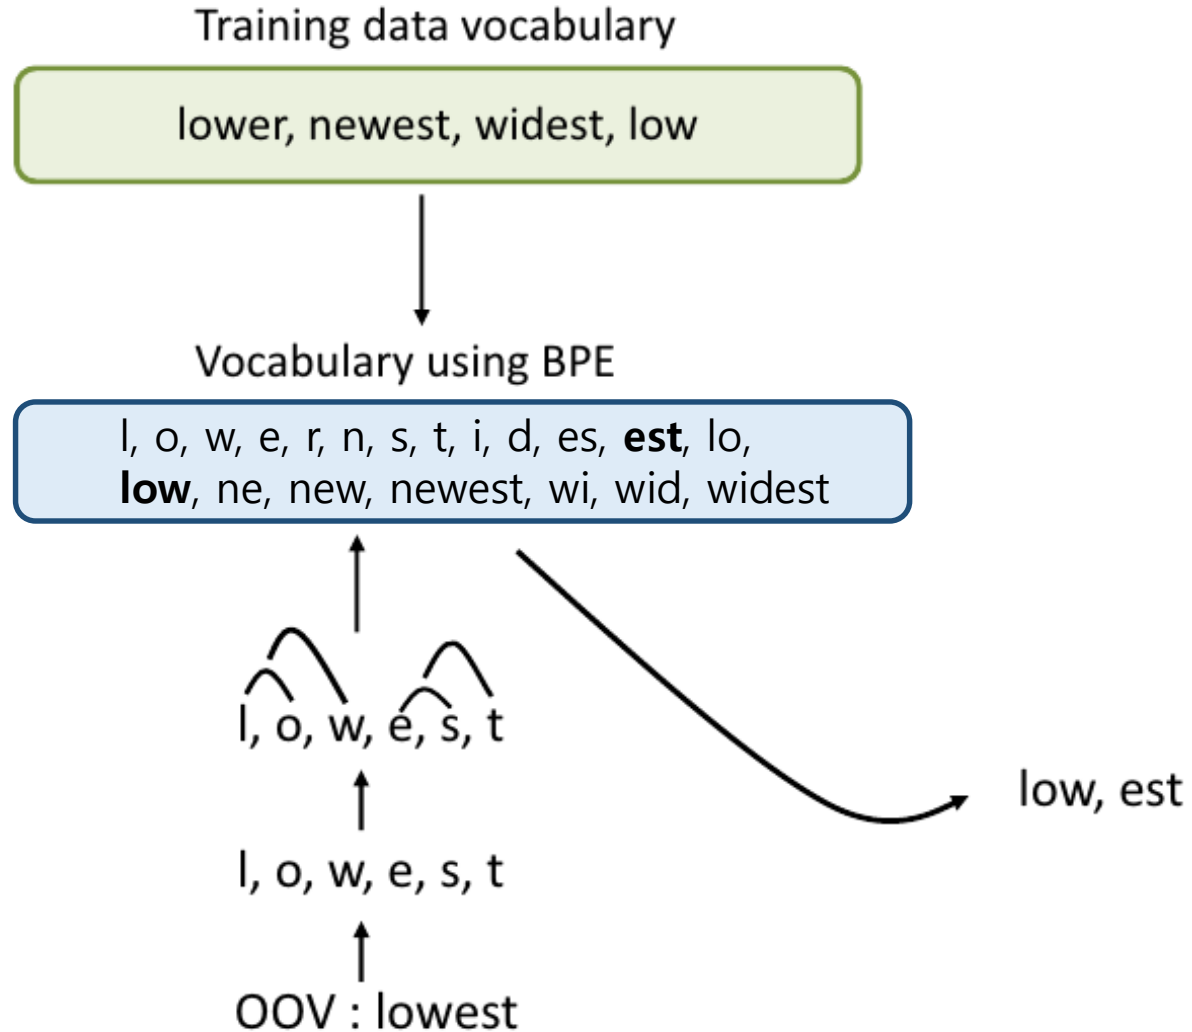 Training data vocabulary
lower, newest, widest, low
Vocabulary using BPE
l, o, w, e, r, n, s, t, i, d, es, est, lo,
low, ne, new, newest, wi, wid, widest
l, o, w, e, s, t
low, est
l, o, w, e, s, t
OOV : lowest